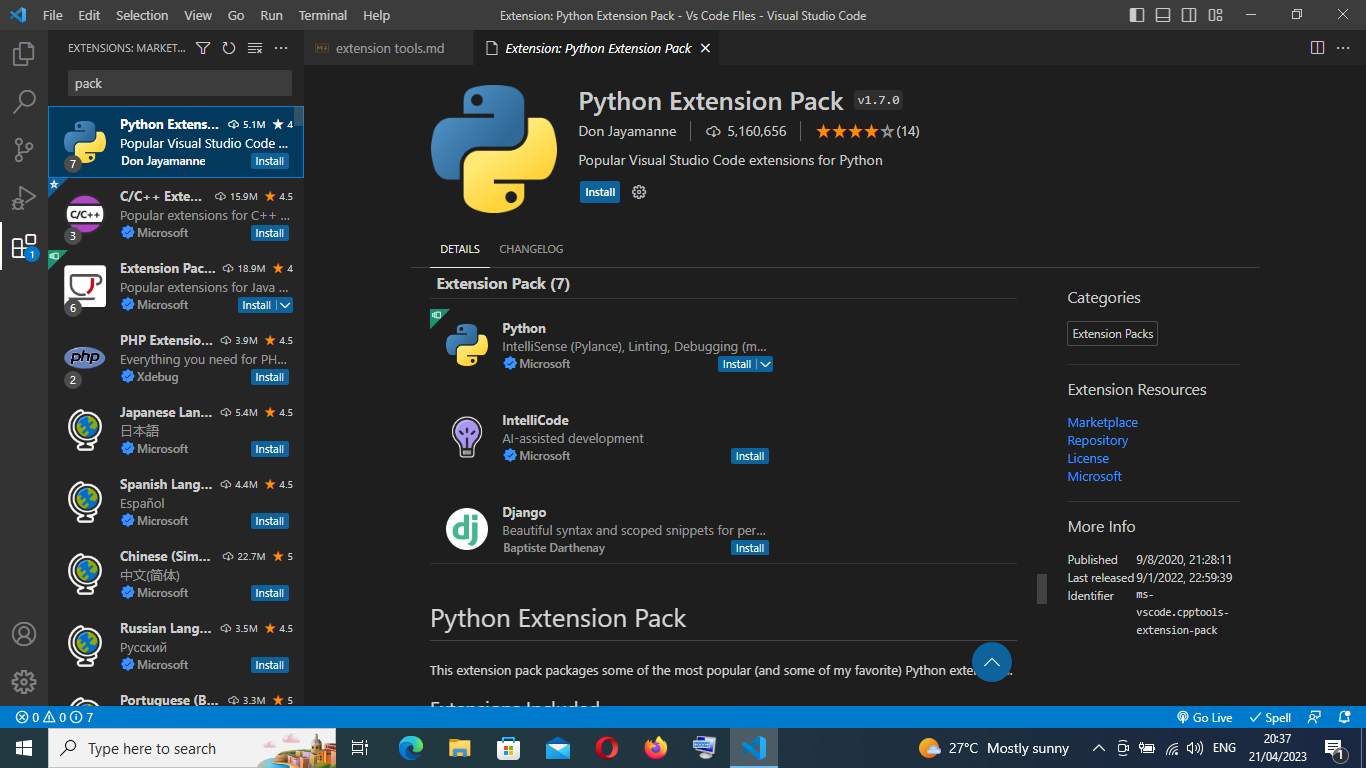 File Edit Selection View Go Run Terminal Help
Extension: Python Extension Pack - Vs Code FIles - Visual Studio Code
EXTENSIONS: MARKET...
pack
Python Extens... 5.1M ★ 4
Popular Visual Studio Code ...
Don Jayamanne Install
7
C/C++ Exte... 15.9M ★ 4.5
C/C++
Popular extensions for C++ ...
Microsoft Install
3
Extension Pac... 18.9M ★ 4
Popular extensions for Java ...
Microsoft Install
6
PHP Extensio... 3.9M ★ 4.5
php
Everything you need for PH...
Xdebug Install
2
Japanese Lan... 5.4M ★ 4.5
日本語
Microsoft Install
Spanish Lang... 4.4M ★ 4.5
Español
Microsoft Install
Chinese (Sim... 22.7M ★ 5
中文(简体)
Microsoft Install
Russian Lang... 3.5M ★ 4.5
Русский
Microsoft Install
Portuguese (B... 3.3M ★ 5
1
extension tools.md
Extension: Python Extension Pack
Python Extension Pack v1.7.0
Don Jayamanne 5,160,656 ★★★★☆(14)
Popular Visual Studio Code extensions for Python
Install
DETAILS CHANGELOG
Extension Pack (7)
Python
IntelliSense (Pylance), Linting, Debugging (m...
Microsoft Install
IntelliCode
AI-assisted development
Microsoft Install
dj
Django
Beautiful syntax and scoped snippets for per...
Baptiste Darthenay Install
Python Extension Pack
This extension pack packages some of the most popular (and some of my favorite) Python
Extensions Included
Categories
Extension Packs
Extension Resources
Marketplace
Repository
License
Microsoft
More Info
Published 9/8/2020, 21:28:11
Last released 9/1/2022, 22:59:39
Identifier ms-
vscode.cpptools-
extension-pack
0 0 7
Go Live Spell
Type here to search
27°C Mostly sunny
ENG
20:37
21/04/2023
1